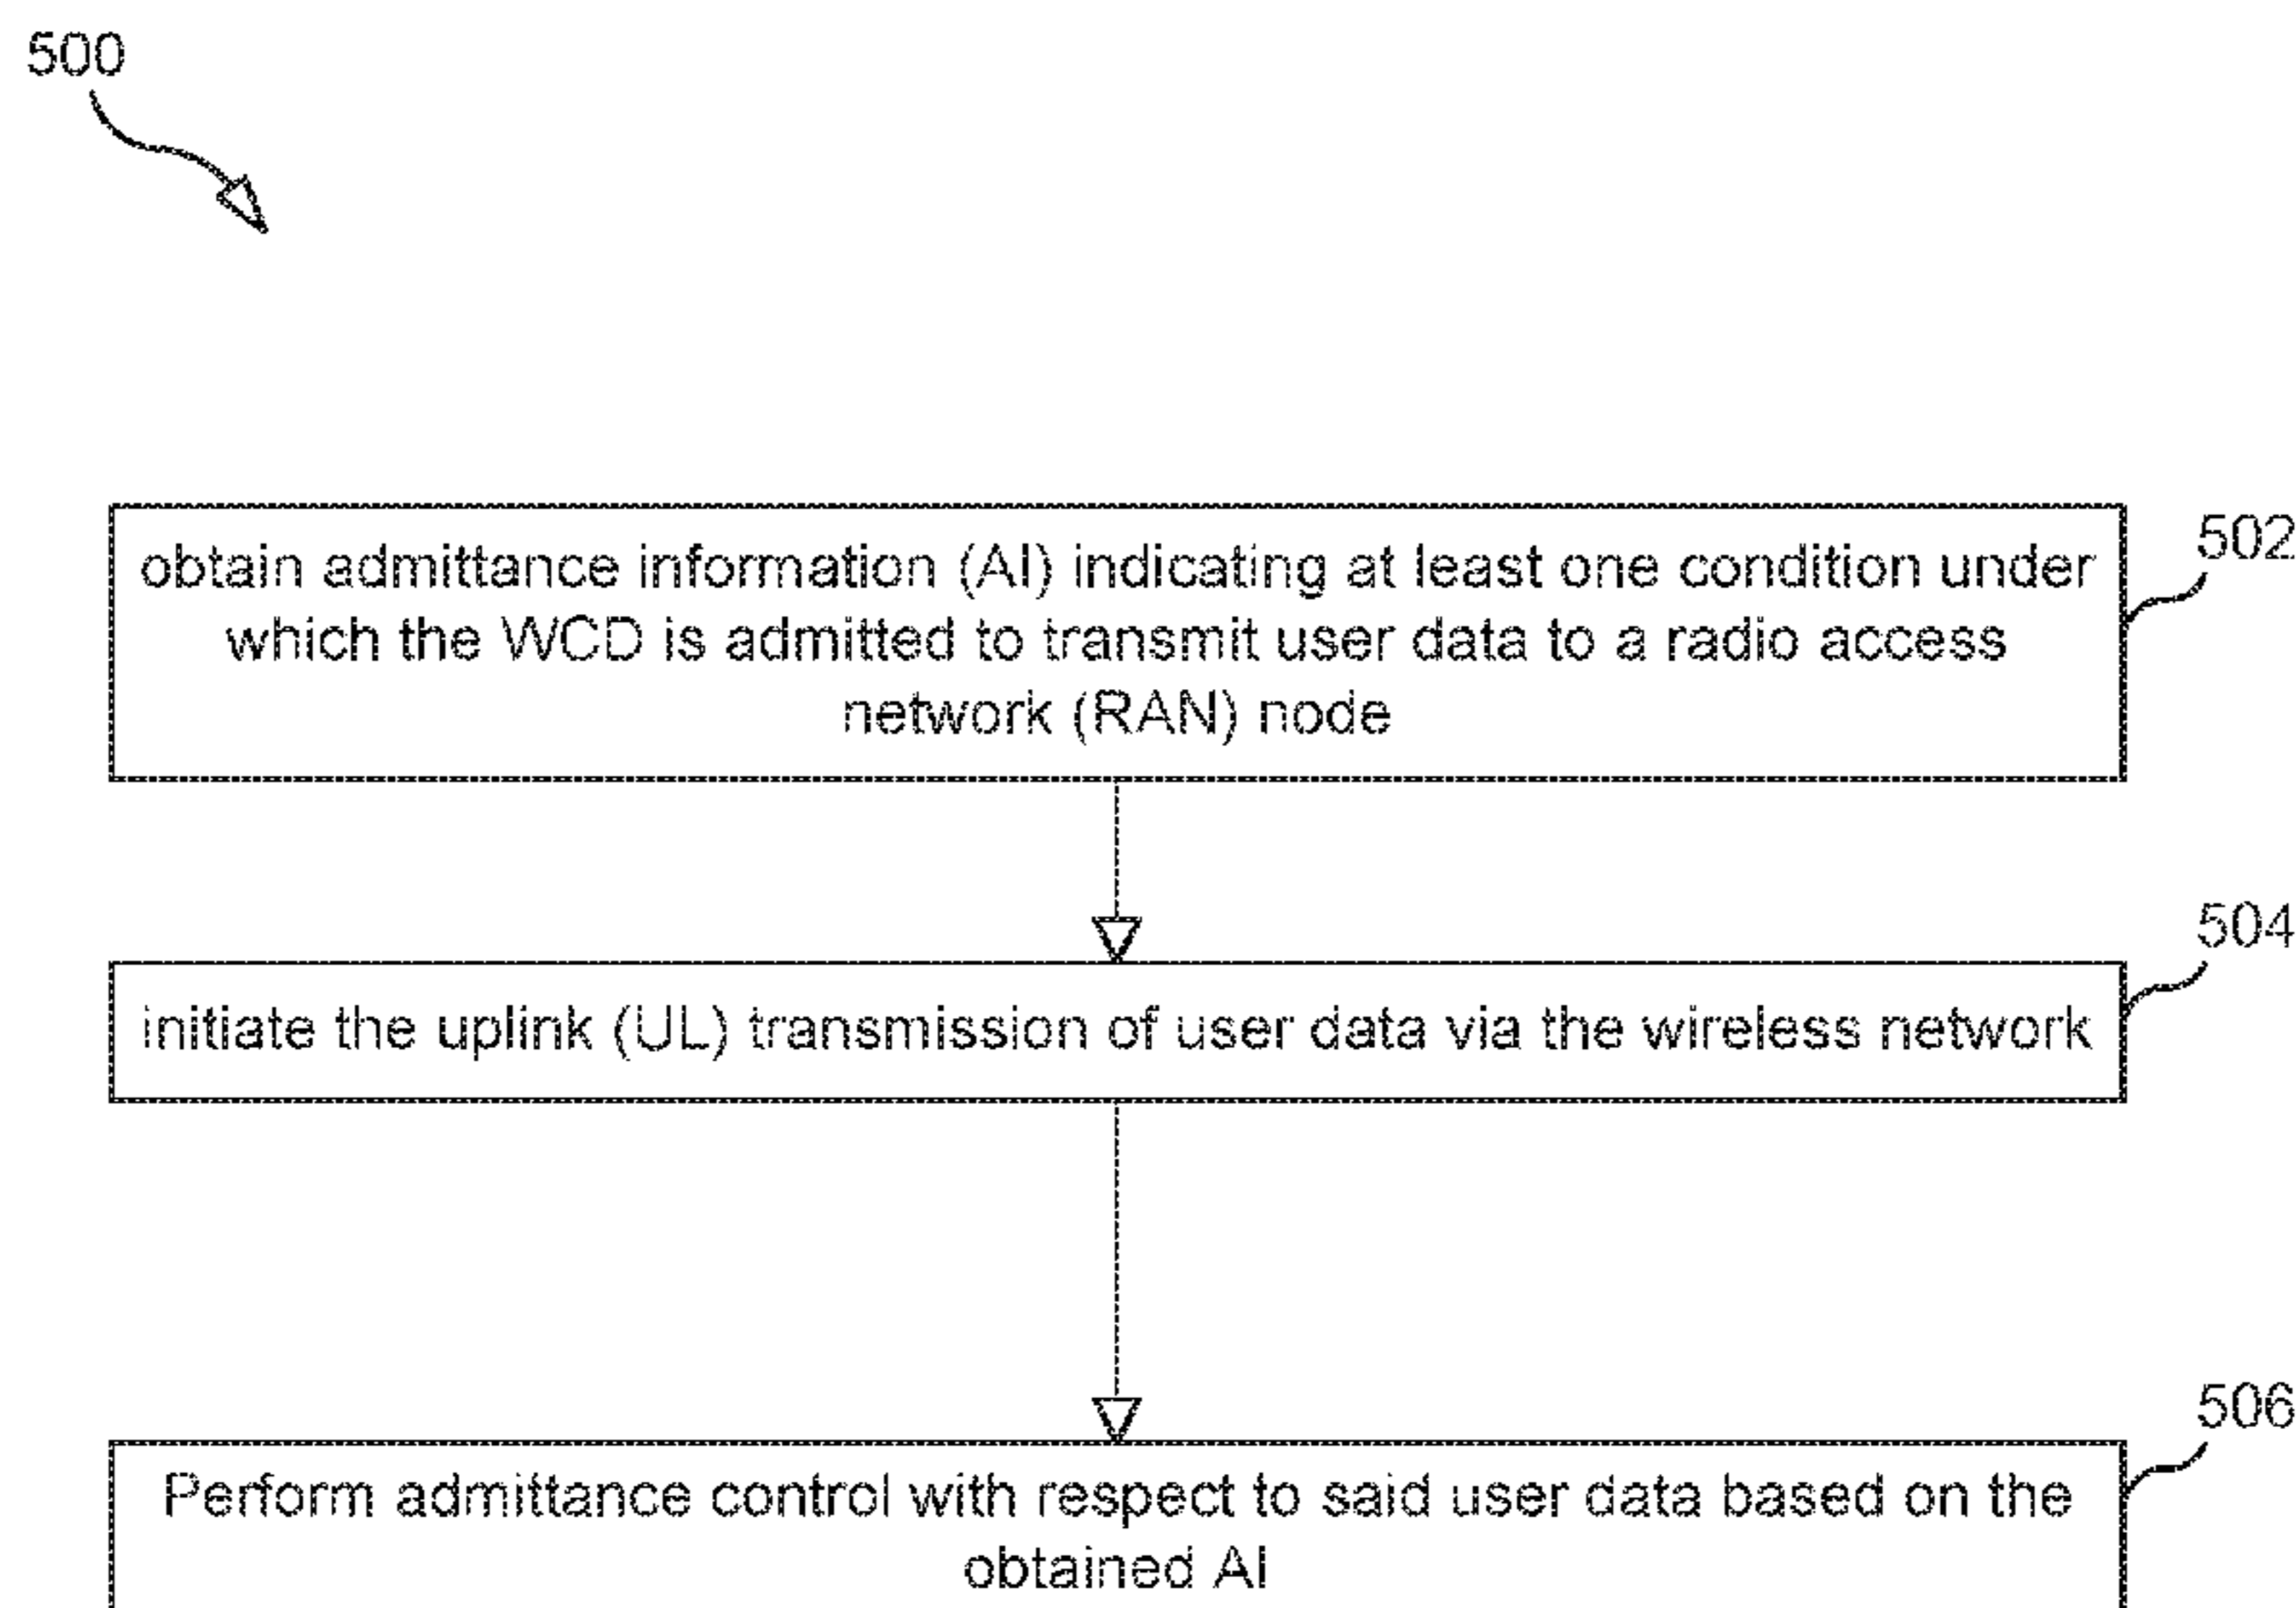 500
obtain admittance information (AI) indicating at least one condition under
502
which the WCD is admitted to transmit user data to a radio access
network (RAN) node
504
initiate the uplink (UL) transmission of user data via the wireless network
506
Perform admittance control with respect to said user data based on the
obtained AI